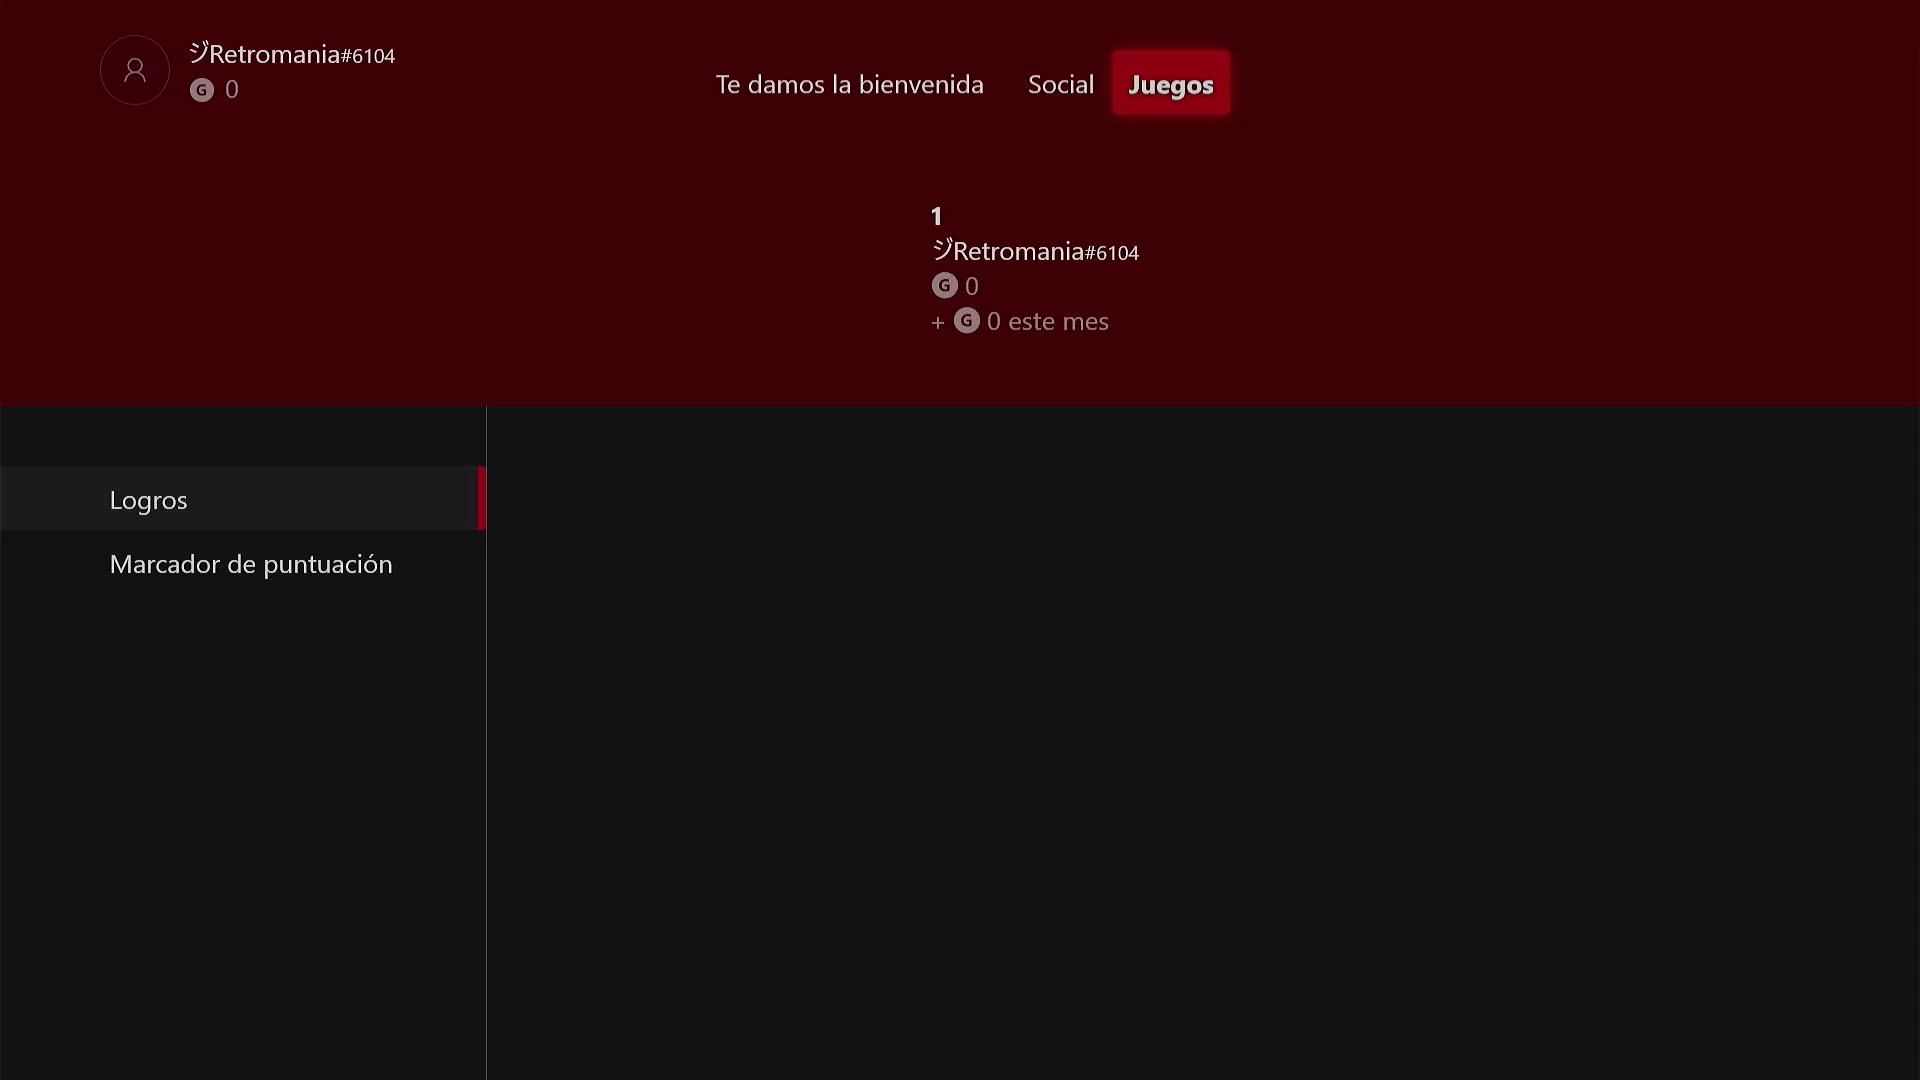 ジRetromania#6104
G 0
Te damos la bienvenida
Social
Juegos
1
ジRetromania#6104
G 0
+ G 0 este mes
Logros
Marcador de puntuación